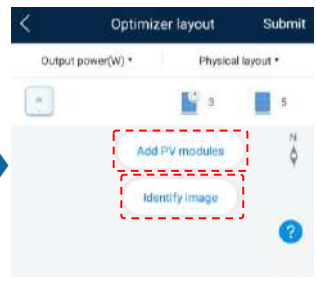 Optimizer layout Submit
Output power(W) Physical layout
3 5
Add PV modules
N
Identify image
?